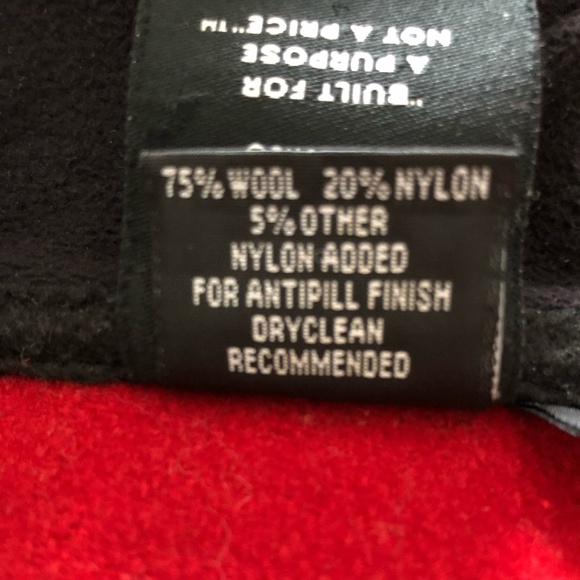 "BUILT FOR
A PURPOSE
NOT A PRICE"™
75% WOOL 20% NYLON
5% OTHER
NYLON ADDED
FOR ANTIPILL FINISH
DRYCLEAN
RECOMMENDED